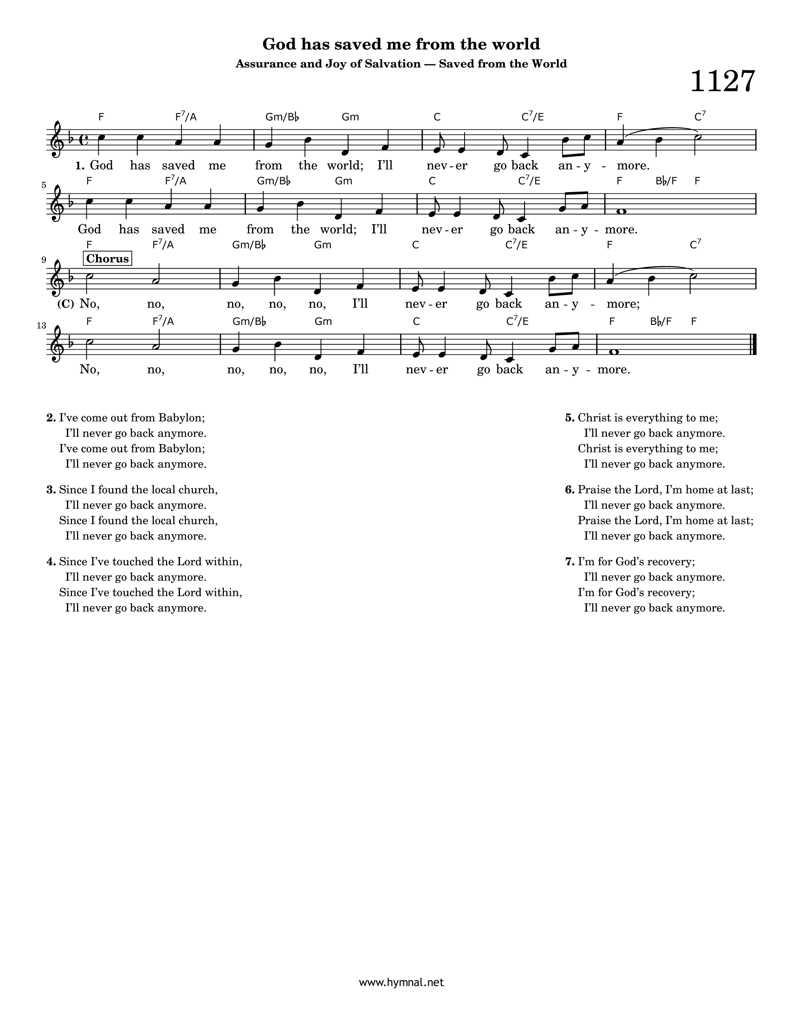 God has saved me from the world
Assurance and Joy of Salvation — Saved from the World
1127
F F7/A Gm/B♭ Gm C C7/E F C7
1. God has saved me from the world; I'll nev - er go back an - y - more.
5
F F7/A Gm/B♭ Gm C C7/E F B♭/F F
God has saved me from the world; I'll nev - er go back an - y - more.
9
F F7/A Gm/B♭ Gm C C7/E F C7
Chorus
(C) No, no, no, no, no, I'll nev - er go back an - y - more;
13
F F7/A Gm/B♭ Gm C C7/E F B♭/F F
No, no, no, no, no, I'll nev - er go back an - y - more.
2. I've come out from Babylon;
I'll never go back anymore.
I've come out from Babylon;
I'll never go back anymore.
3. Since I found the local church,
I'll never go back anymore.
Since I found the local church,
I'll never go back anymore.
4. Since I've touched the Lord within,
I'll never go back anymore.
Since I've touched the Lord within,
I'll never go back anymore.
5. Christ is everything to me;
I'll never go back anymore.
Christ is everything to me;
I'll never go back anymore.
6. Praise the Lord, I'm home at last;
I'll never go back anymore.
Praise the Lord, I'm home at last;
I'll never go back anymore.
7. I'm for God's recovery;
I'll never go back anymore.
I'm for God's recovery;
I'll never go back anymore.
www.hymnal.net